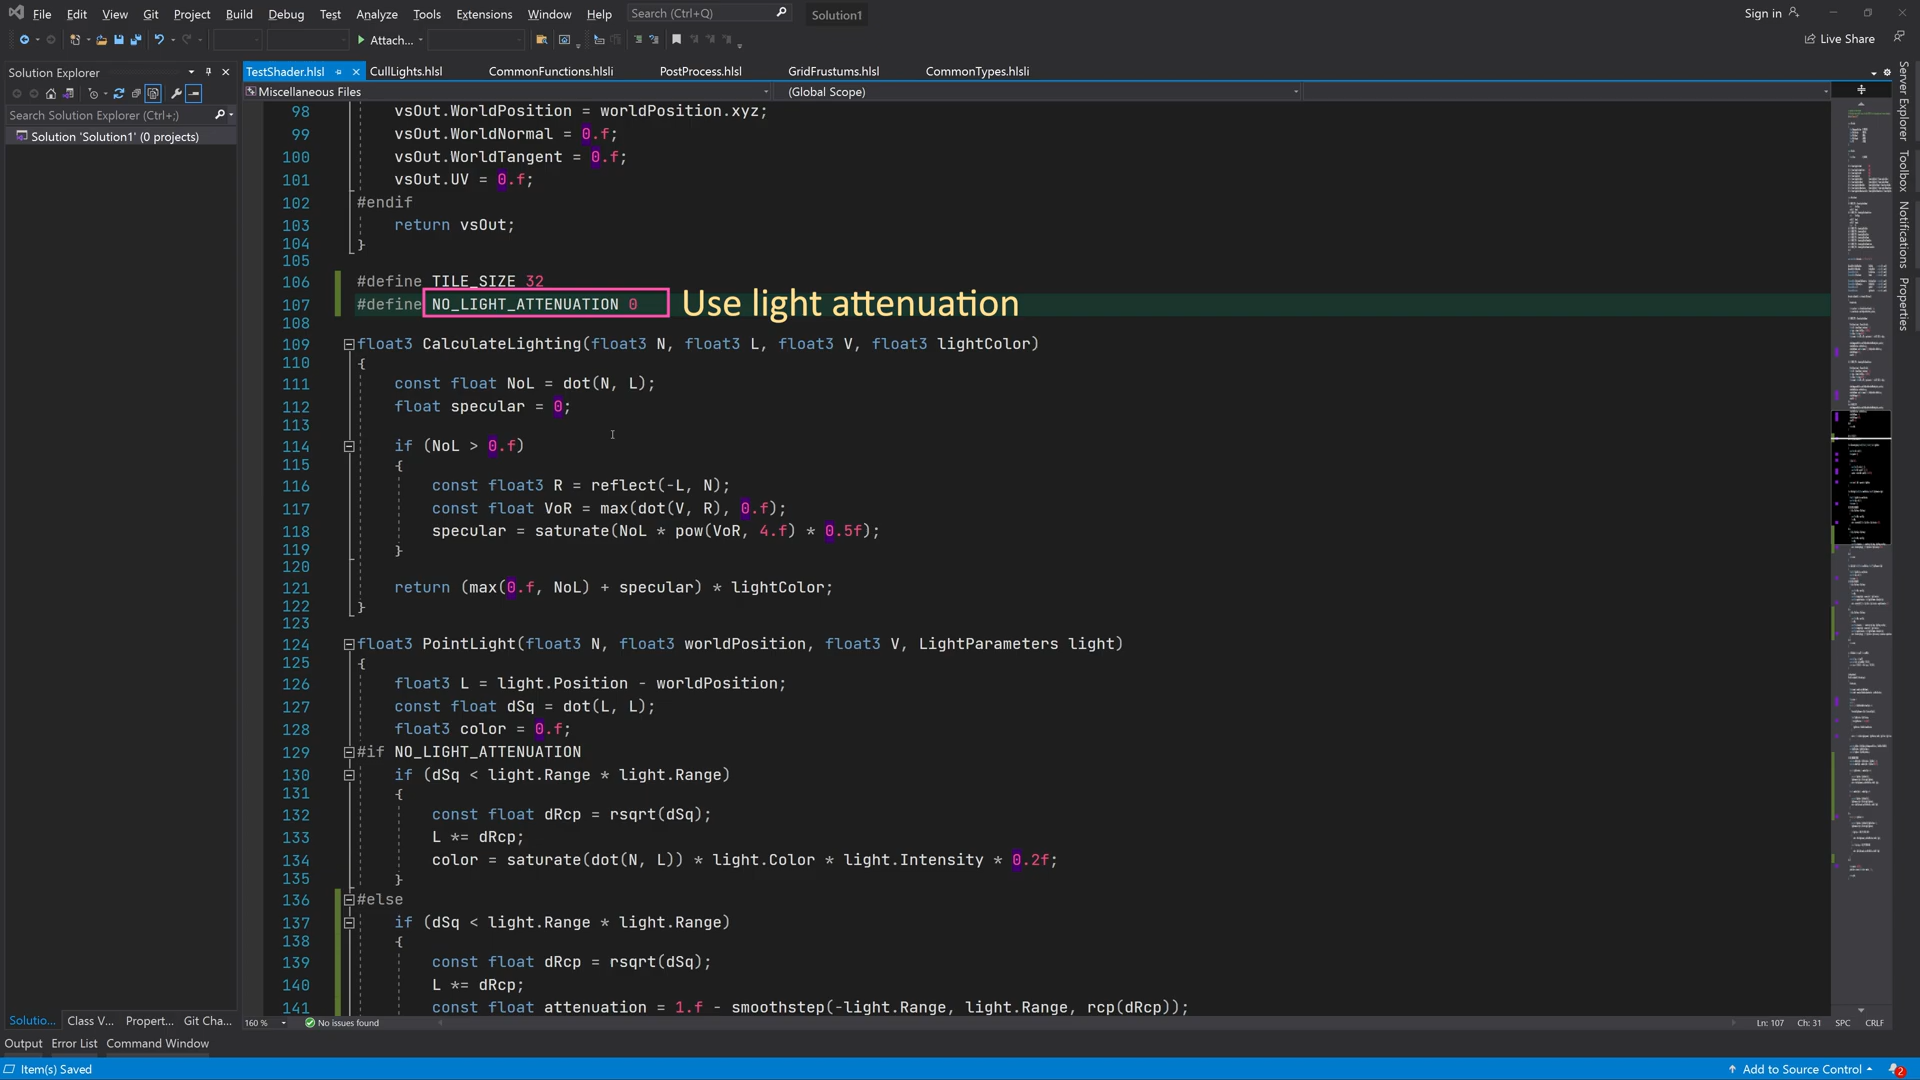 File Edit View Git Project Build Debug Test Analyze Tools Extensions Window Help Search (Ctrl+Q) Solution1 Sign in
Attach... Live Share
Solution Explorer
Search Solution Explorer (Ctrl+;)
Solution 'Solution1' (0 projects)
TestShader.hlsl CullLights.hlsl CommonFunctions.hlsli PostProcess.hlsl GridFrustums.hlsl CommonTypes.hlsli
Miscellaneous Files (Global Scope)
98 vsOut.WorldPosition = worldPosition.xyz;
99 vsOut.WorldNormal = 0.f;
100 vsOut.WorldTangent = 0.f;
101 vsOut.UV = 0.f;
102 #endif
103 return vsOut;
104 }
105
106 #define TILE_SIZE 32
107 #define NO_LIGHT_ATTENUATION 0 Use light attenuation
108
109 float3 CalculateLighting(float3 N, float3 L, float3 V, float3 lightColor)
110 {
111 const float NoL = dot(N, L);
112 float specular = 0;
113
114 if (NoL > 0.f)
115 {
116 const float3 R = reflect(-L, N);
117 const float VoR = max(dot(V, R), 0.f);
118 specular = saturate(NoL * pow(VoR, 4.f) * 0.5f);
119 }
120
121 return (max(0.f, NoL) + specular) * lightColor;
122 }
123
124 float3 PointLight(float3 N, float3 worldPosition, float3 V, LightParameters light)
125 {
126 float3 L = light.Position - worldPosition;
127 const float dSq = dot(L, L);
128 float3 color = 0.f;
129 #if NO_LIGHT_ATTENUATION
130 if (dSq < light.Range * light.Range)
131 {
132 const float dRcp = rsqrt(dSq);
133 L *= dRcp;
134 color = saturate(dot(N, L)) * light.Color * light.Intensity * 0.2f;
135 }
136 #else
137 if (dSq < light.Range * light.Range)
138 {
139 const float dRcp = rsqrt(dSq);
140 L *= dRcp;
141 const float attenuation = 1.f - smoothstep(-light.Range, light.Range, rcp(dRcp));
Server Explorer
Toolbox
Notifications
Properties
Solutio... Class V... Propert... Git Cha...
160 % No issues found Ln: 107 Ch: 31 SPC CRLF
Output Error List Command Window
Item(s) Saved Add to Source Control 2